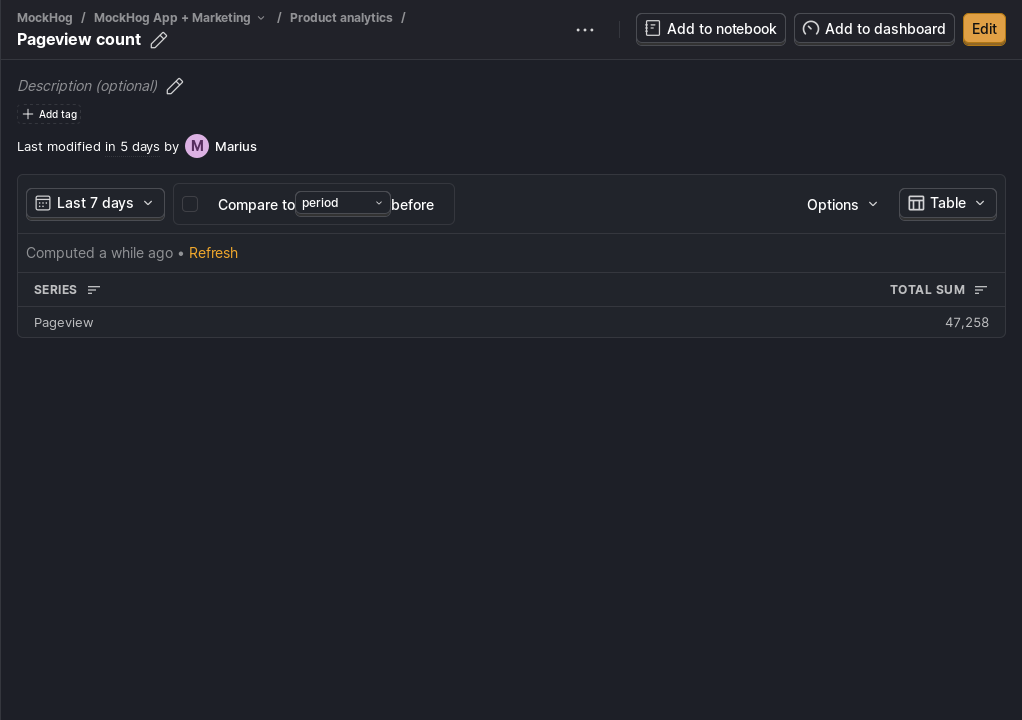 MockHog / MockHog App + Marketing / Product analytics /
Pageview count
Add to notebook
Add to dashboard
Edit
Description (optional)
Add tag
Last modified in 5 days by M Marius
Last 7 days
Compare to period before
Options
Table
Computed a while ago • Refresh
SERIES TOTAL SUM
Pageview 47,258